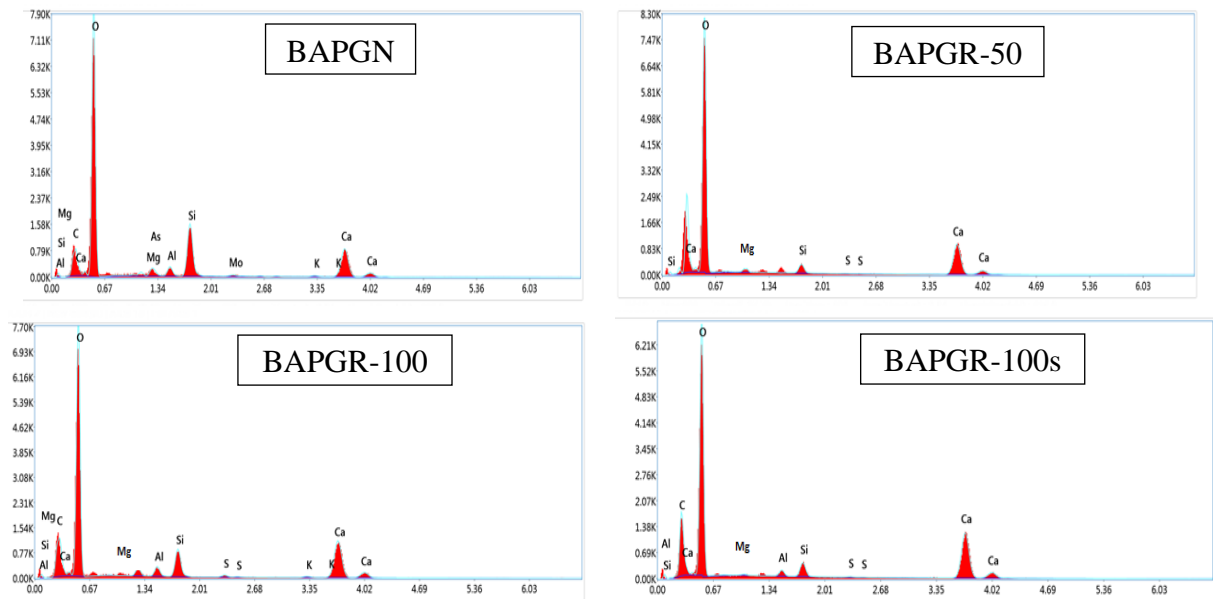 BAPGN
7.90K
7.11K
6.32K
5.53K
4.74K
3.95K
3.16K
2.37K
1.58K
0.79K
0.00K
O
Mg
C
Si
Ca
Al
As
Mg
Al
Si
Mo
K
K
Ca
Ca
0.00 0.67 1.34 2.01 2.68 3.35 4.02 4.69 5.36 6.03
BAPGR-50
8.30K
7.47K
6.64K
5.81K
4.98K
4.15K
3.32K
2.49K
1.66K
0.83K
0.00K
O
Ca
Si
Mg
Si
S S
Ca
Ca
0.00 0.67 1.34 2.01 2.68 3.35 4.02 4.69 5.36 6.03
BAPGR-100
7.70K
6.93K
6.16K
5.39K
4.62K
3.85K
3.08K
2.31K
1.54K
0.77K
0.00K
O
Mg
C
Si
Ca
Al
Mg
Al
Si
S
S
K
K
Ca
Ca
0.00 0.67 1.34 2.01 2.68 3.35 4.02 4.69 5.36 6.03
BAPGR-100s
6.21K
5.52K
4.83K
4.14K
3.45K
2.76K
2.07K
1.38K
0.69K
0.00K
O
C
Al
Ca
Si
Mg
Al
Si
S S
Ca
Ca
0.00 0.67 1.34 2.01 2.68 3.35 4.02 4.69 5.36 6.03